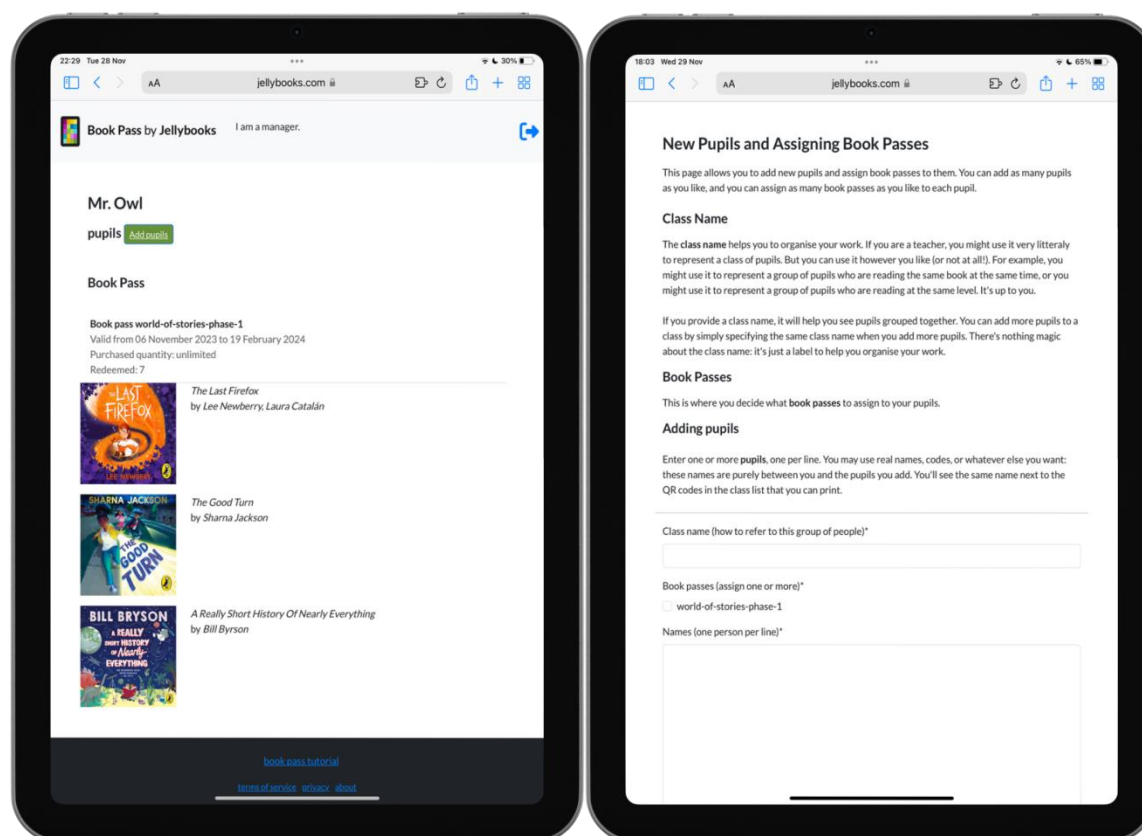 22:29 Tue 28 Nov
30%
AA
jellybooks.com
Book Pass by Jellybooks
I am a manager.
Mr. Owl
pupils Add pupils
Book Pass
Book pass world-of-stories-phase-1
Valid from 06 November 2023 to 19 February 2024
Purchased quantity: unlimited
Redeemed: 7
THE LAST
FIREFOX
LEE NEWBERY
The Last Firefox
by Lee Newberry, Laura Catalán
SHARNA JACKSON
THE
GOOD
TURN
The Good Turn
by Sharna Jackson
BILL BRYSON
A REALLY
SHORT HISTORY
OF Nearly
EVERYTHING
A Really Short History Of Nearly Everything
by Bill Byrson
book pass tutorial
terms of service privacy about
18:03 Wed 29 Nov
65%
AA
jellybooks.com
New Pupils and Assigning Book Passes
This page allows you to add new pupils and assign book passes to them. You can add as many pupils
as you like, and you can assign as many book passes as you like to each pupil.
Class Name
The class name helps you to organise your work. If you are a teacher, you might use it very litteraly
to represent a class of pupils. But you can use it however you like (or not at all!). For example, you
might use it to represent a group of pupils who are reading the same book at the same time, or you
might use it to represent a group of pupils who are reading at the same level. It's up to you.
If you provide a class name, it will help you see pupils grouped together. You can add more pupils to a
class by simply specifying the same class name when you add more pupils. There's nothing magic
about the class name: it's just a label to help you organise your work.
Book Passes
This is where you decide what book passes to assign to your pupils.
Adding pupils
Enter one or more pupils, one per line. You may use real names, codes, or whatever else you want:
these names are purely between you and the pupils you add. You'll see the same name next to the
QR codes in the class list that you can print.
Class name (how to refer to this group of people)*
Book passes (assign one or more)*
world-of-stories-phase-1
Names (one person per line)*